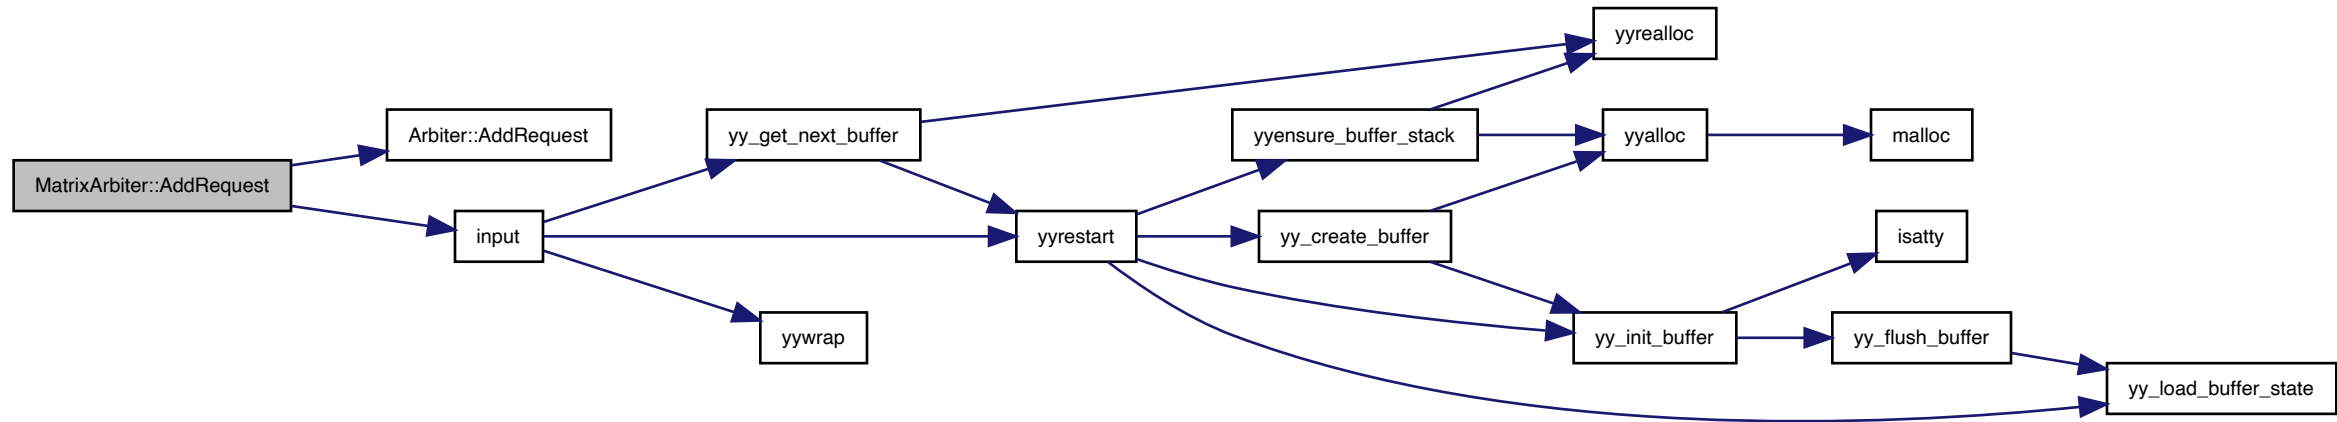 MatrixArbiter::AddRequest
Arbiter::AddRequest
input
yy_get_next_buffer
yyrestart
yywrap
yyrealloc
yyensure_buffer_stack
yyalloc
malloc
yy_create_buffer
isatty
yy_init_buffer
yy_flush_buffer
yy_load_buffer_state